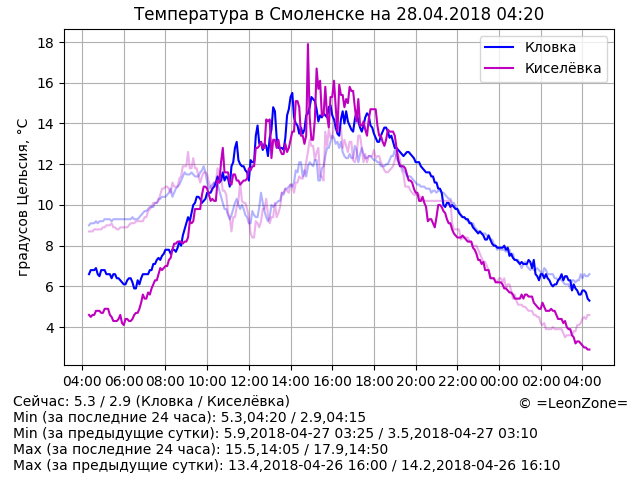 Температура в Смоленске на 28.04.2018 04:20
Кловка
Киселёвка
градусов Цельсия, °C
18
16
14
12
10
8
6
4
04:00 06:00 08:00 10:00 12:00 14:00 16:00 18:00 20:00 22:00 00:00 02:00 04:00
Сейчас: 5.3 / 2.9 (Кловка / Киселёвка)
© =LeonZone=
Min (за последние 24 часа): 5.3,04:20 / 2.9,04:15
Min (за предыдущие сутки): 5.9,2018-04-27 03:25 / 3.5,2018-04-27 03:10
Max (за последние 24 часа): 15.5,14:05 / 17.9,14:50
Max (за предыдущие сутки): 13.4,2018-04-26 16:00 / 14.2,2018-04-26 16:10